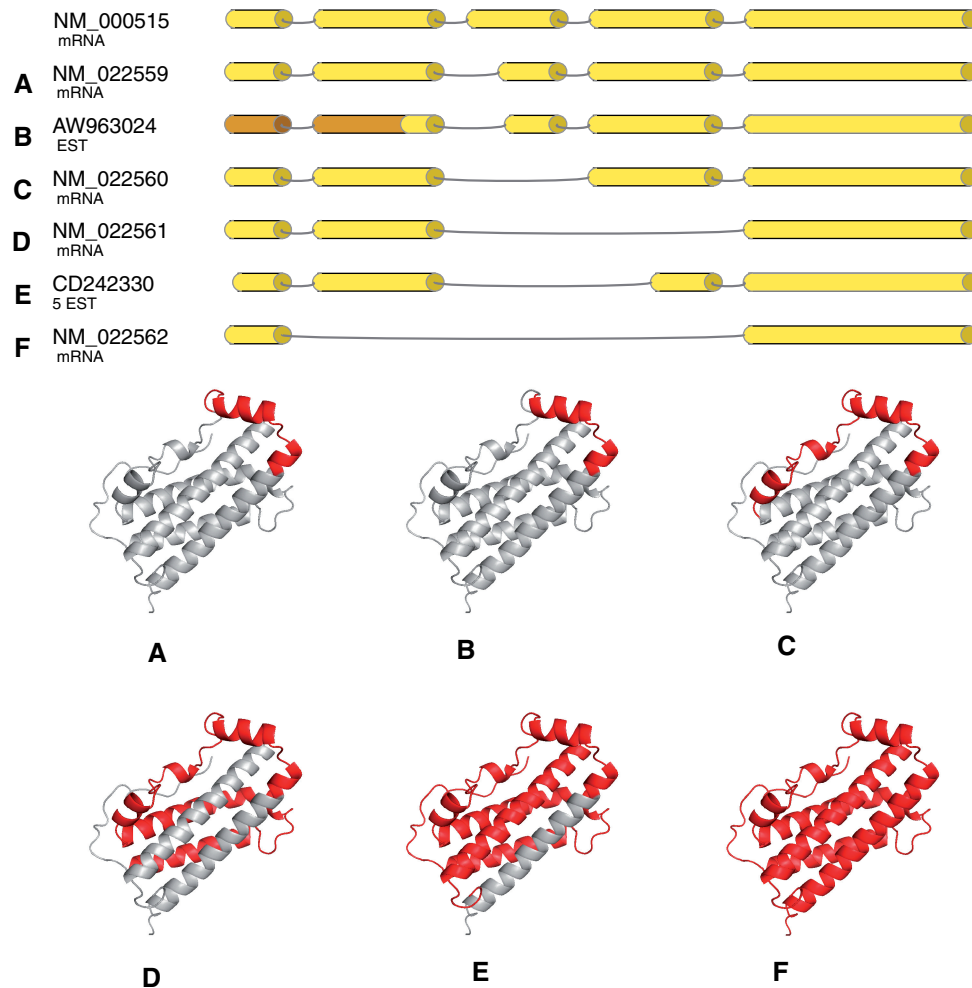 NM_000515
mRNA
A NM_022559
mRNA
B AW963024
EST
C NM_022560
mRNA
D NM_022561
mRNA
E CD242330
5 EST
F NM_022562
mRNA
A B C
D E F